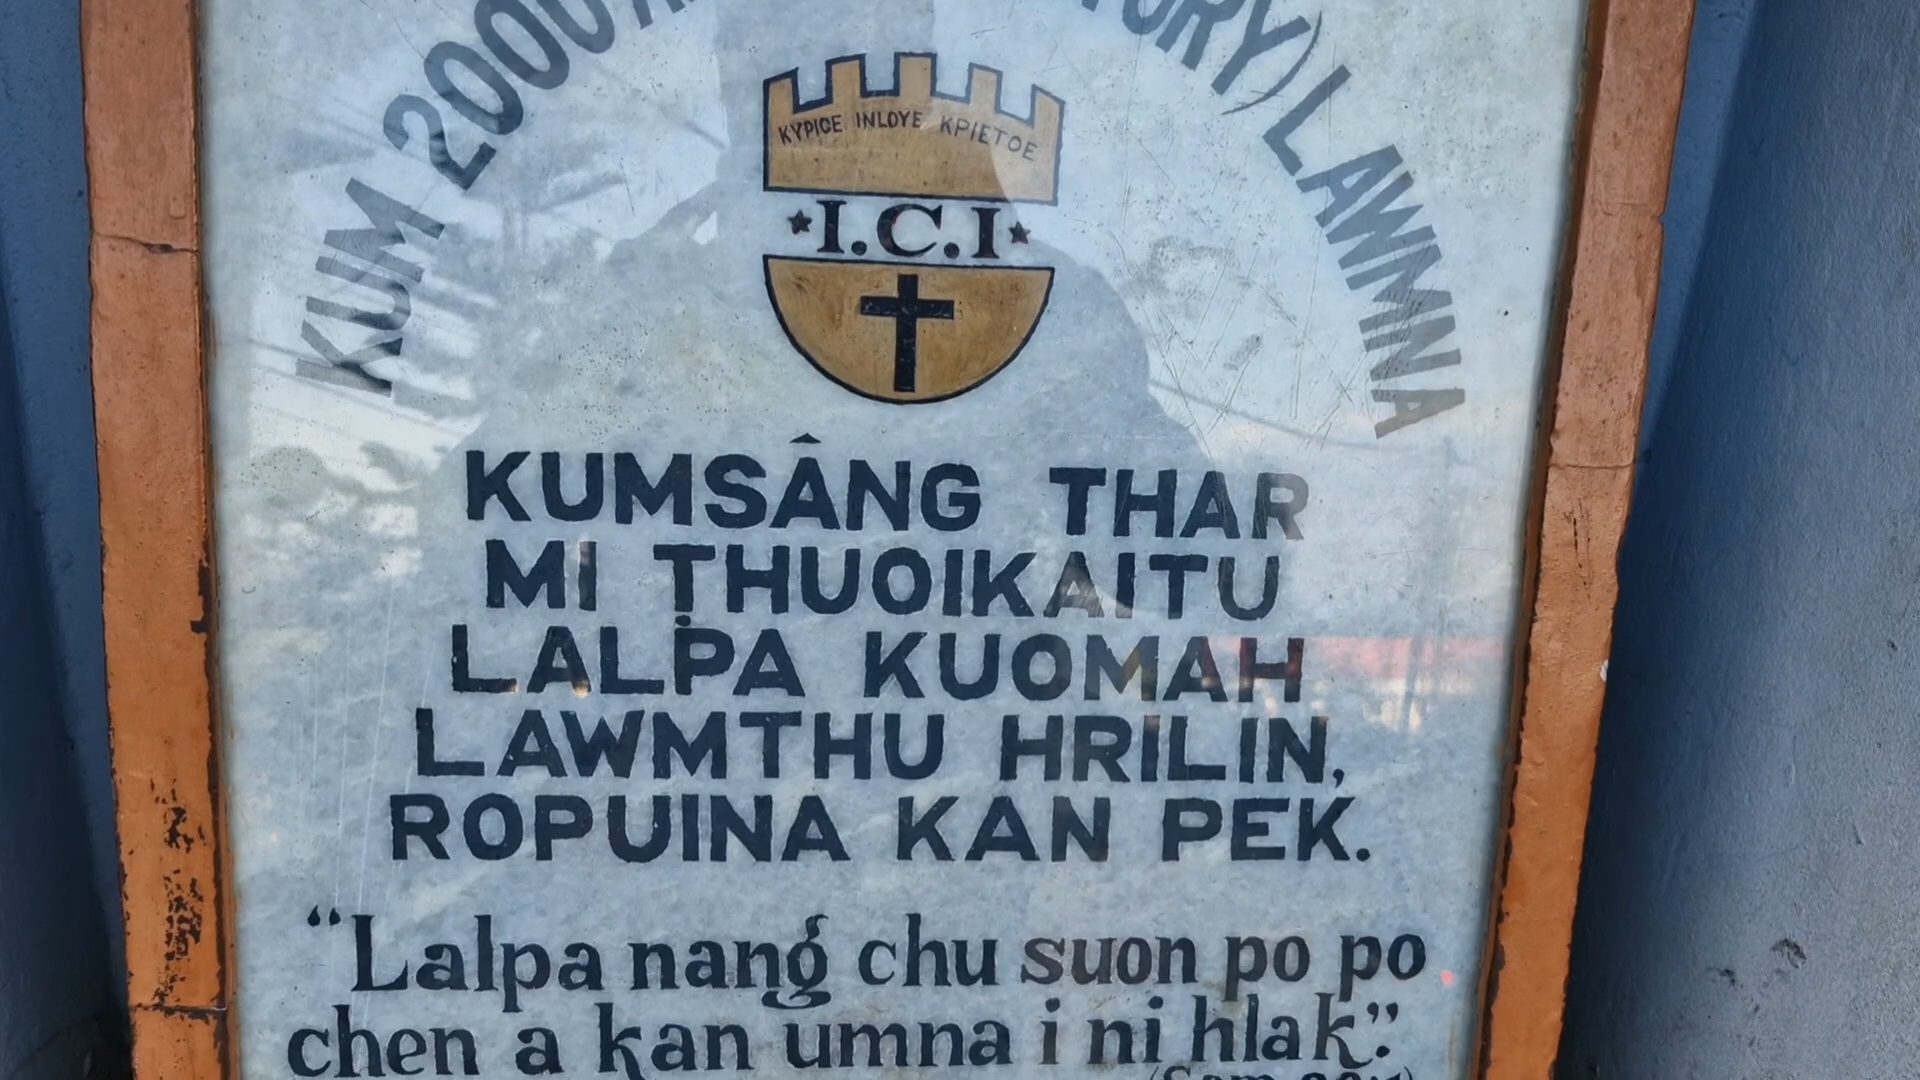 KUM 2000 LAWMNA
KYPIOE INLOYE KPIETOE
I.C.I
KUMSÂNG THAR
MI THUOIKAITU
LALPA KUOMAH
LAWMTHU HRILIN,
ROPUINA KAN PEK.
“Lalpa nang chu suon po po
chen a kan umna i ni hlak”.